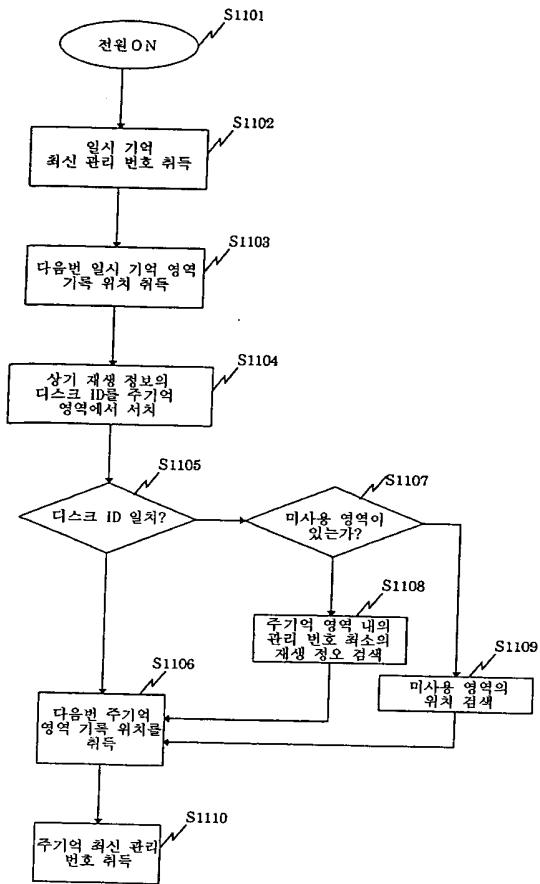 S1101
전원ON
S1102
일시 기억
최신 관리 번호 취득
S1103
다음번 일시 기억 영역
기록 위치 취득
S1104
상기 재생 정보의
디스크 ID를 주기억
영역에서 서치
S1105
디스크 ID 일치?
S1107
미사용 영역이
있는가?
S1108
주기억 영역 내의
관리 번호 최소의
재생 정오 검색
S1109
미사용 영역의
위치 검색
S1106
다음번 주기억
영역 기록 위치를
취득
S1110
주기억 최신 관리
번호 취득